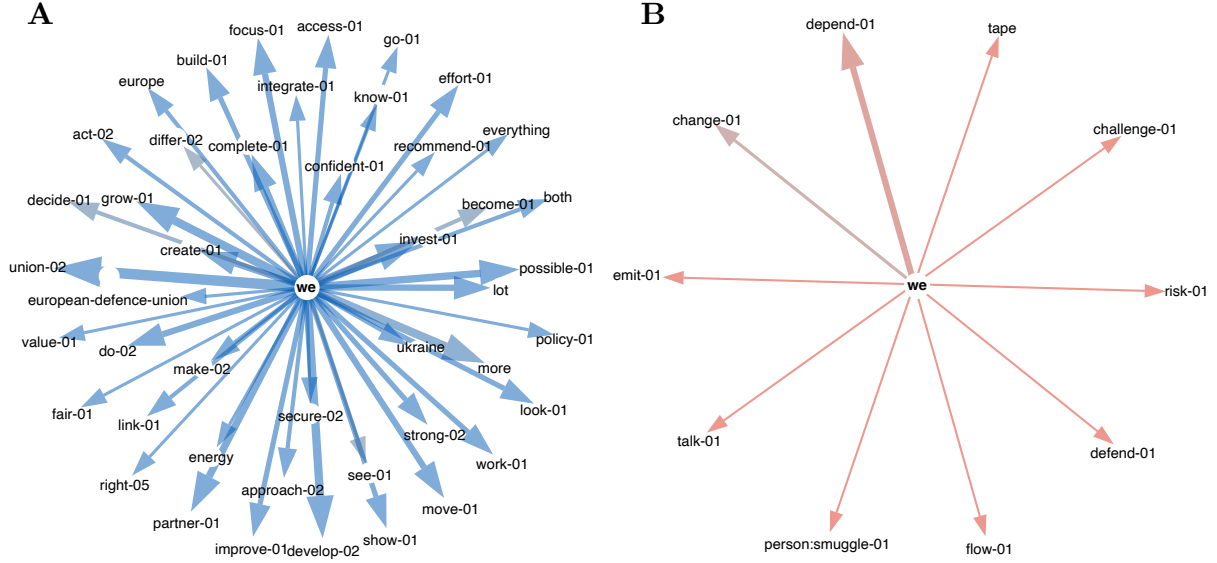 A
B
access-01
focus-01
go-01
build-01
europe
integrate-01
effort-01
know-01
act-02
differ-02
complete-01
recommend-01
everything
confident-01
decide-01
grow-01
become-01
both
create-01
invest-01
union-02
possible-01
we
lot
european-defence-union
value-01
do-02
ukraine
policy-01
make-02
more
fair-01
link-01
secure-02
look-01
strong-02
energy
work-01
right-05
approach-02
see-01
partner-01
move-01
improve-01
develop-02
show-01
depend-01
tape
change-01
challenge-01
emit-01
we
risk-01
talk-01
defend-01
person:smuggle-01
flow-01